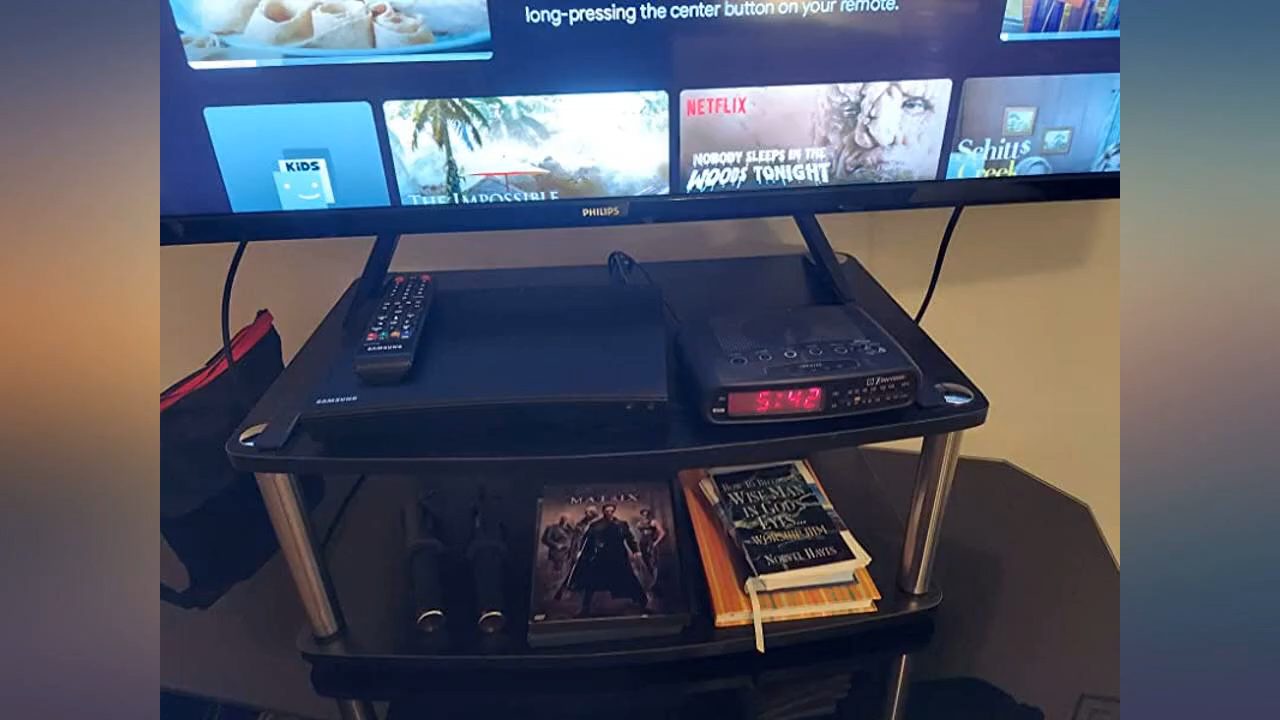 long-pressing the center button on your remote.
KiDS
THE IMPOSSIBLE
NETFLIX
NOBODY SLEEPS IN THE
WOODS TONIGHT
Schitt$
Creek
PHILIPS
SAMSUNG
SAMSUNG
5:42
Emerson
MATRIX
HOW TO
WISE MAN
IN GOD'S
EYES...
WORSHIP HIM
NORVEL HAYES